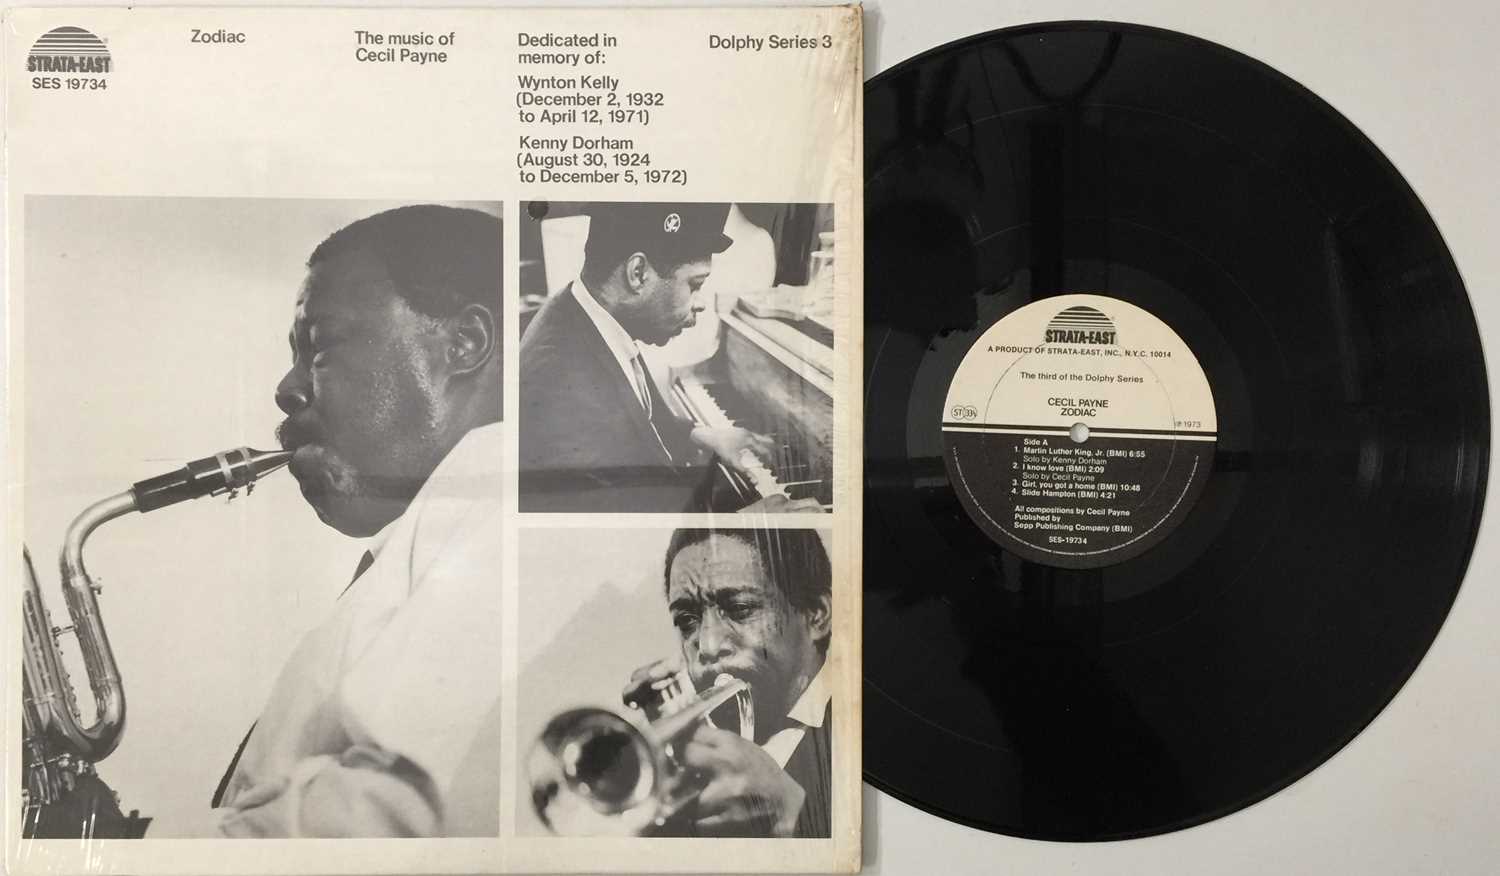 STRATA-EAST
SES 19734
Zodiac
The music of
Cecil Payne
Dedicated in
memory of:
Wynton Kelly
(December 2, 1932
to April 12, 1971)
Kenny Dorham
(August 30, 1924
to December 5, 1972)
Dolphy Series 3
STRATA-EAST
A PRODUCT OF STRATA-EAST, INC., N.Y.C. 10014
The third of the Dolphy Series
CECIL PAYNE
ZODIAC
ST 33⅓
℗ 1973
Side A
1. Martin Luther King, Jr. (BMI) 6:55
Solo by Kenny Dorham
2. I know love (BMI) 2:09
Solo by Cecil Payne
3. Girl, you got a home (BMI) 10:48
4. Slide Hampton (BMI) 4:21
All compositions by Cecil Payne
Published by
Sepp Publishing Company (BMI)
SES-19734